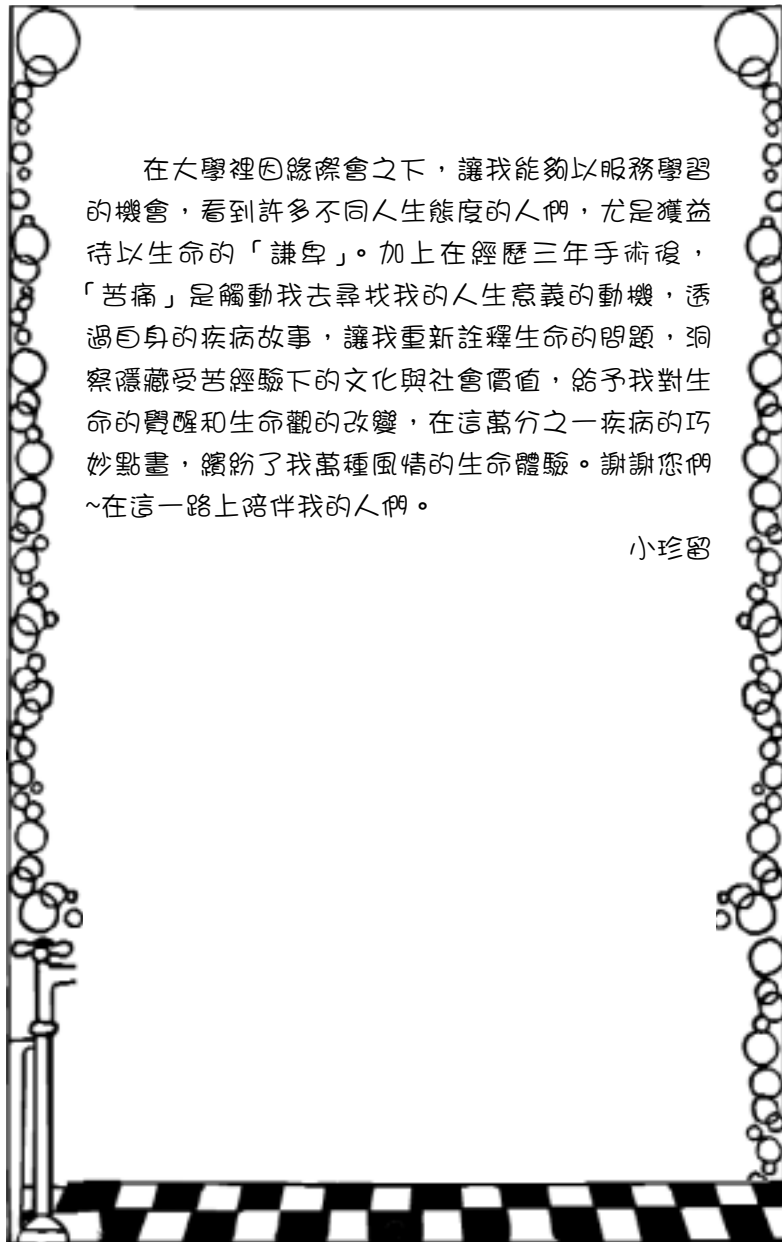 在大學裡因緣際會之下，讓我能夠以服務學習
的機會，看到許多不同人生態度的人們，尤是獲益
待以生命的「謙卑」。加上在經歷三年手術後，
「苦痛」是觸動我去尋找我的人生意義的動機，透
過自身的疾病故事，讓我重新詮釋生命的問題，洞
察隱藏受苦經驗下的文化與社會價值，給予我對生
命的覺醒和生命觀的改變，在這萬分之一疾病的巧
妙點畫，繽紛了我萬種風情的生命體驗。謝謝您們
~在這一路上陪伴我的人們。
小珍留